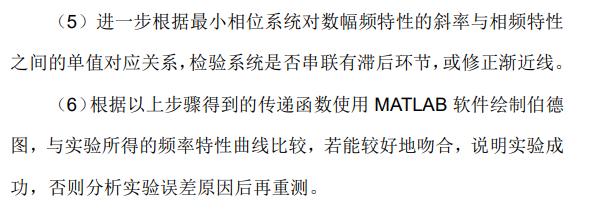 （5）进一步根据最小相位系统对数幅频特性的斜率与相频特性
之间的单值对应关系，检验系统是否串联有滞后环节，或修正渐近线。
（6）根据以上步骤得到的传递函数使用 MATLAB 软件绘制伯德
图，与实验所得的频率特性曲线比较，若能较好地吻合，说明实验成
功，否则分析实验误差原因后再重测。